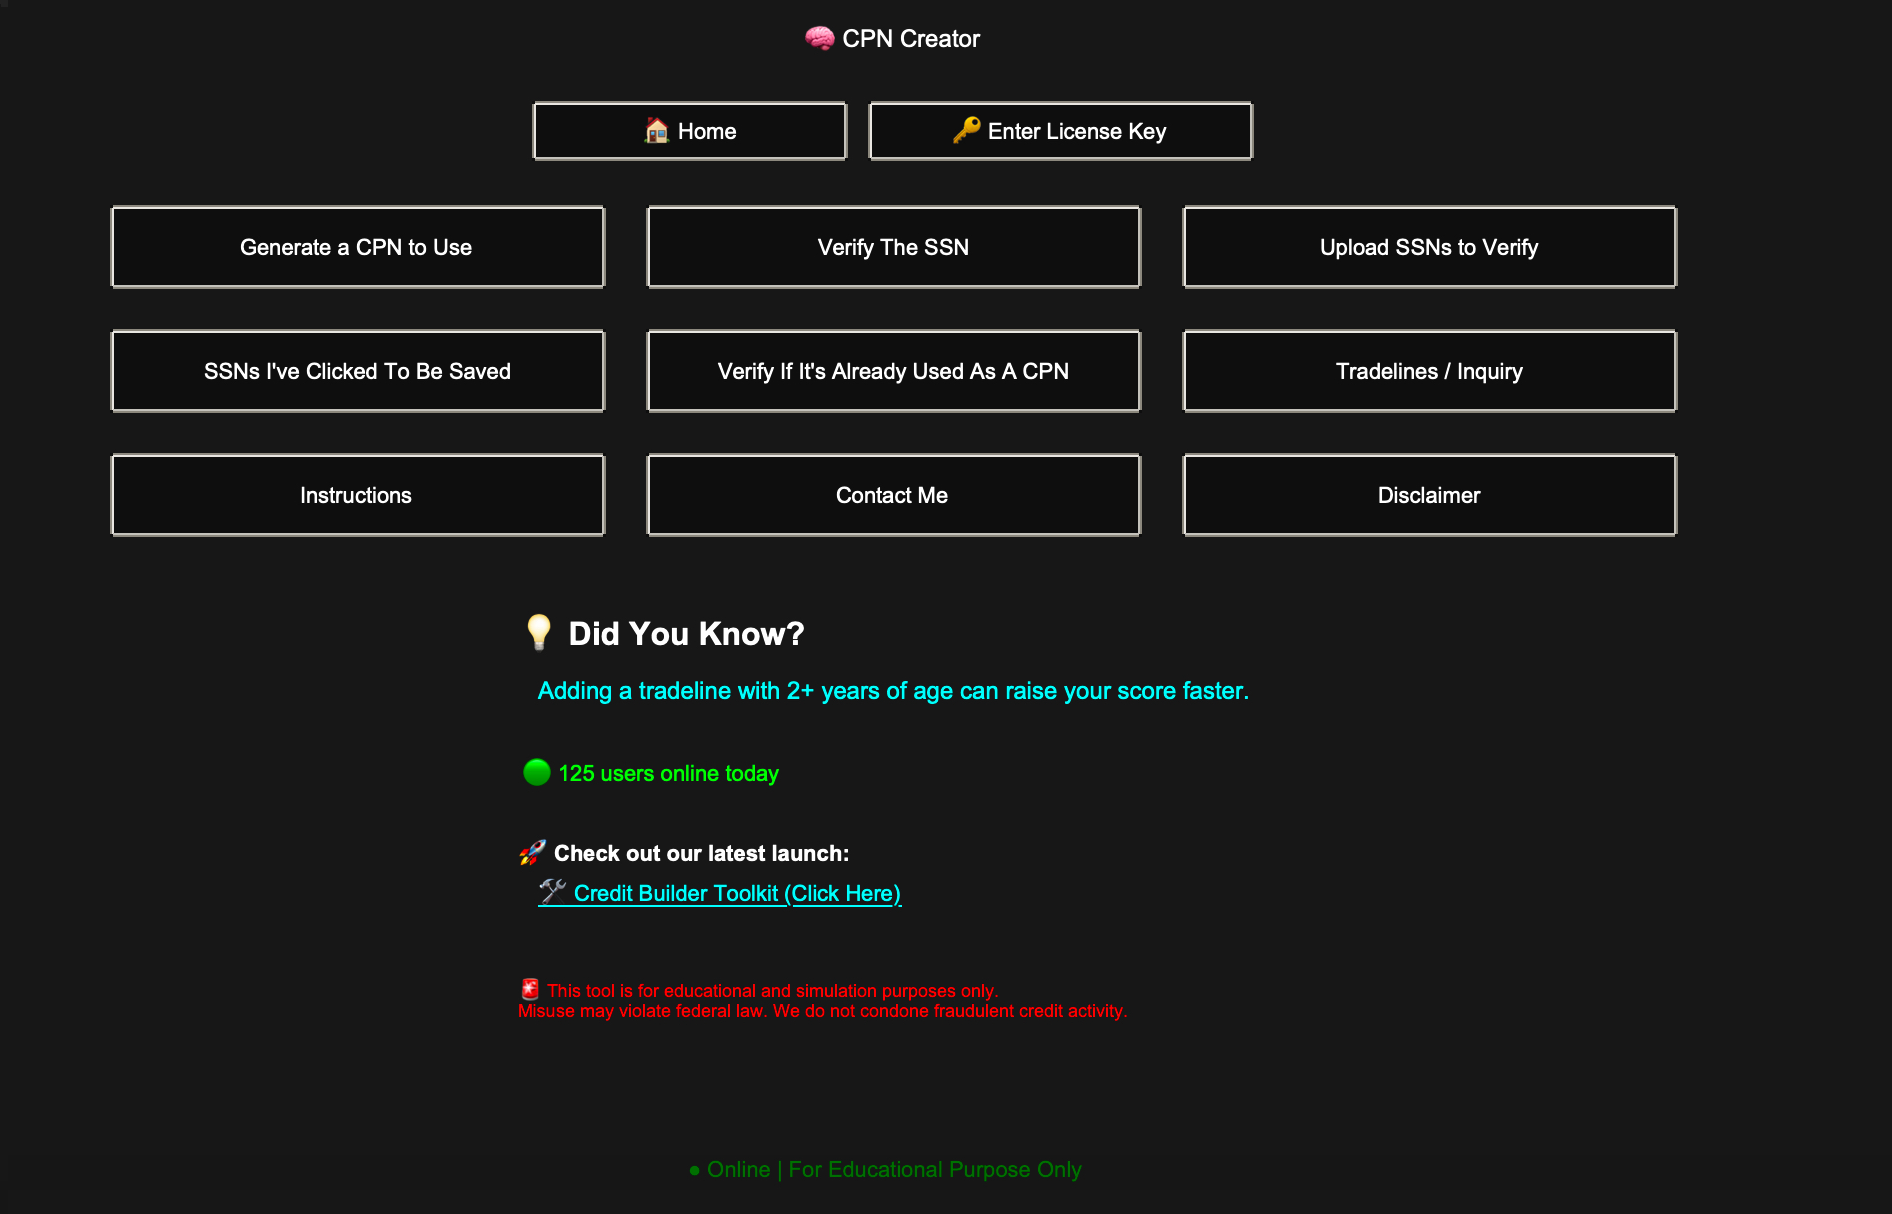 🧠 CPN Creator
🏠 Home
🔑 Enter License Key
Generate a CPN to Use
Verify The SSN
Upload SSNs to Verify
SSNs I've Clicked To Be Saved
Verify If It's Already Used As A CPN
Tradelines / Inquiry
Instructions
Contact Me
Disclaimer
💡 Did You Know?
Adding a tradeline with 2+ years of age can raise your score faster.
🟢 125 users online today
🚀 Check out our latest launch:
🛠 Credit Builder Toolkit (Click Here)
🚨 This tool is for educational and simulation purposes only.
Misuse may violate federal law. We do not condone fraudulent credit activity.
● Online | For Educational Purpose Only